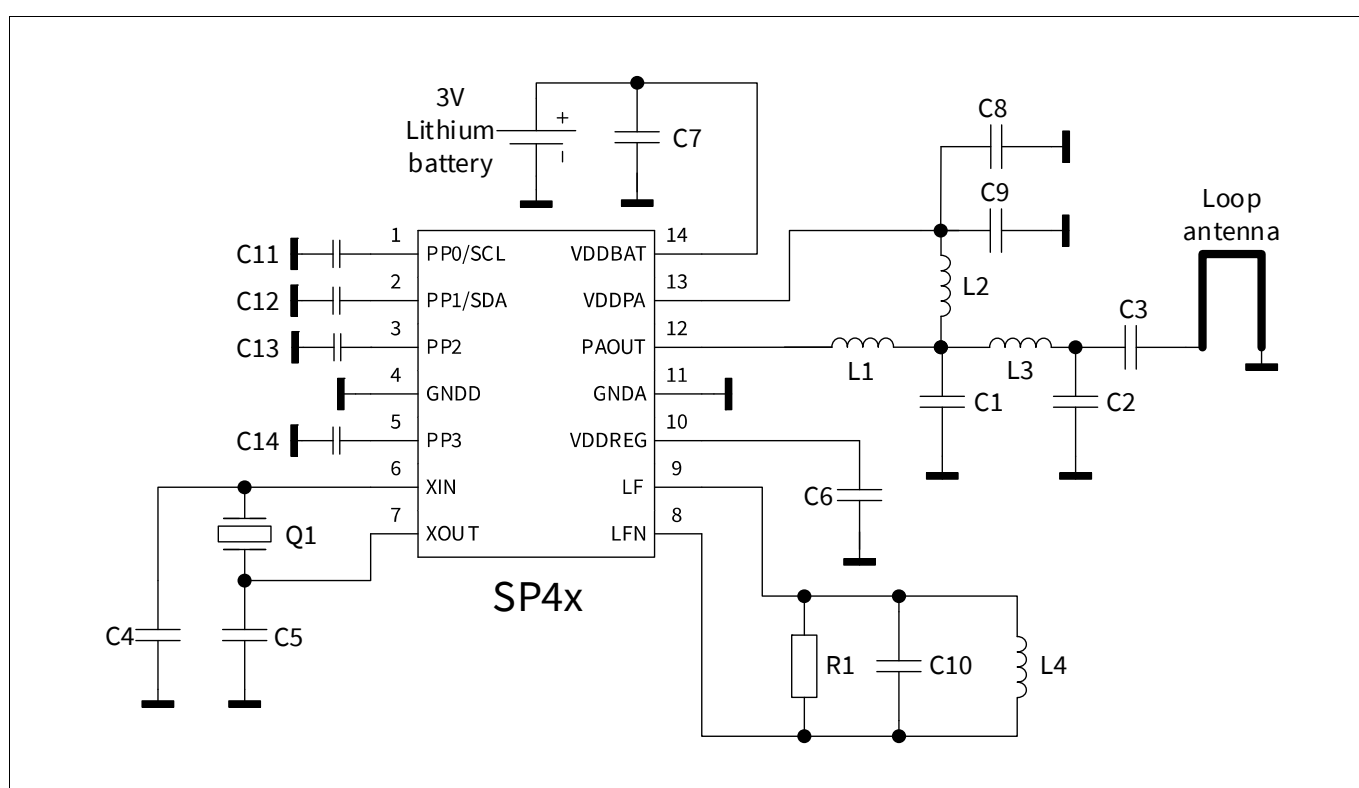 3V
Lithium
battery
+
–
C7
C8
C9
Loop
antenna
C11
1
PP0/SCL
VDDBAT
14
C12
2
PP1/SDA
VDDPA
13
L2
C3
C13
3
PP2
PAOUT
12
L1
L3
4
GNDD
GNDA
11
C1
C2
C14
5
PP3
VDDREG
10
6
XIN
LF
9
C6
Q1
7
XOUT
LFN
8
SP4x
C4
C5
R1
C10
L4